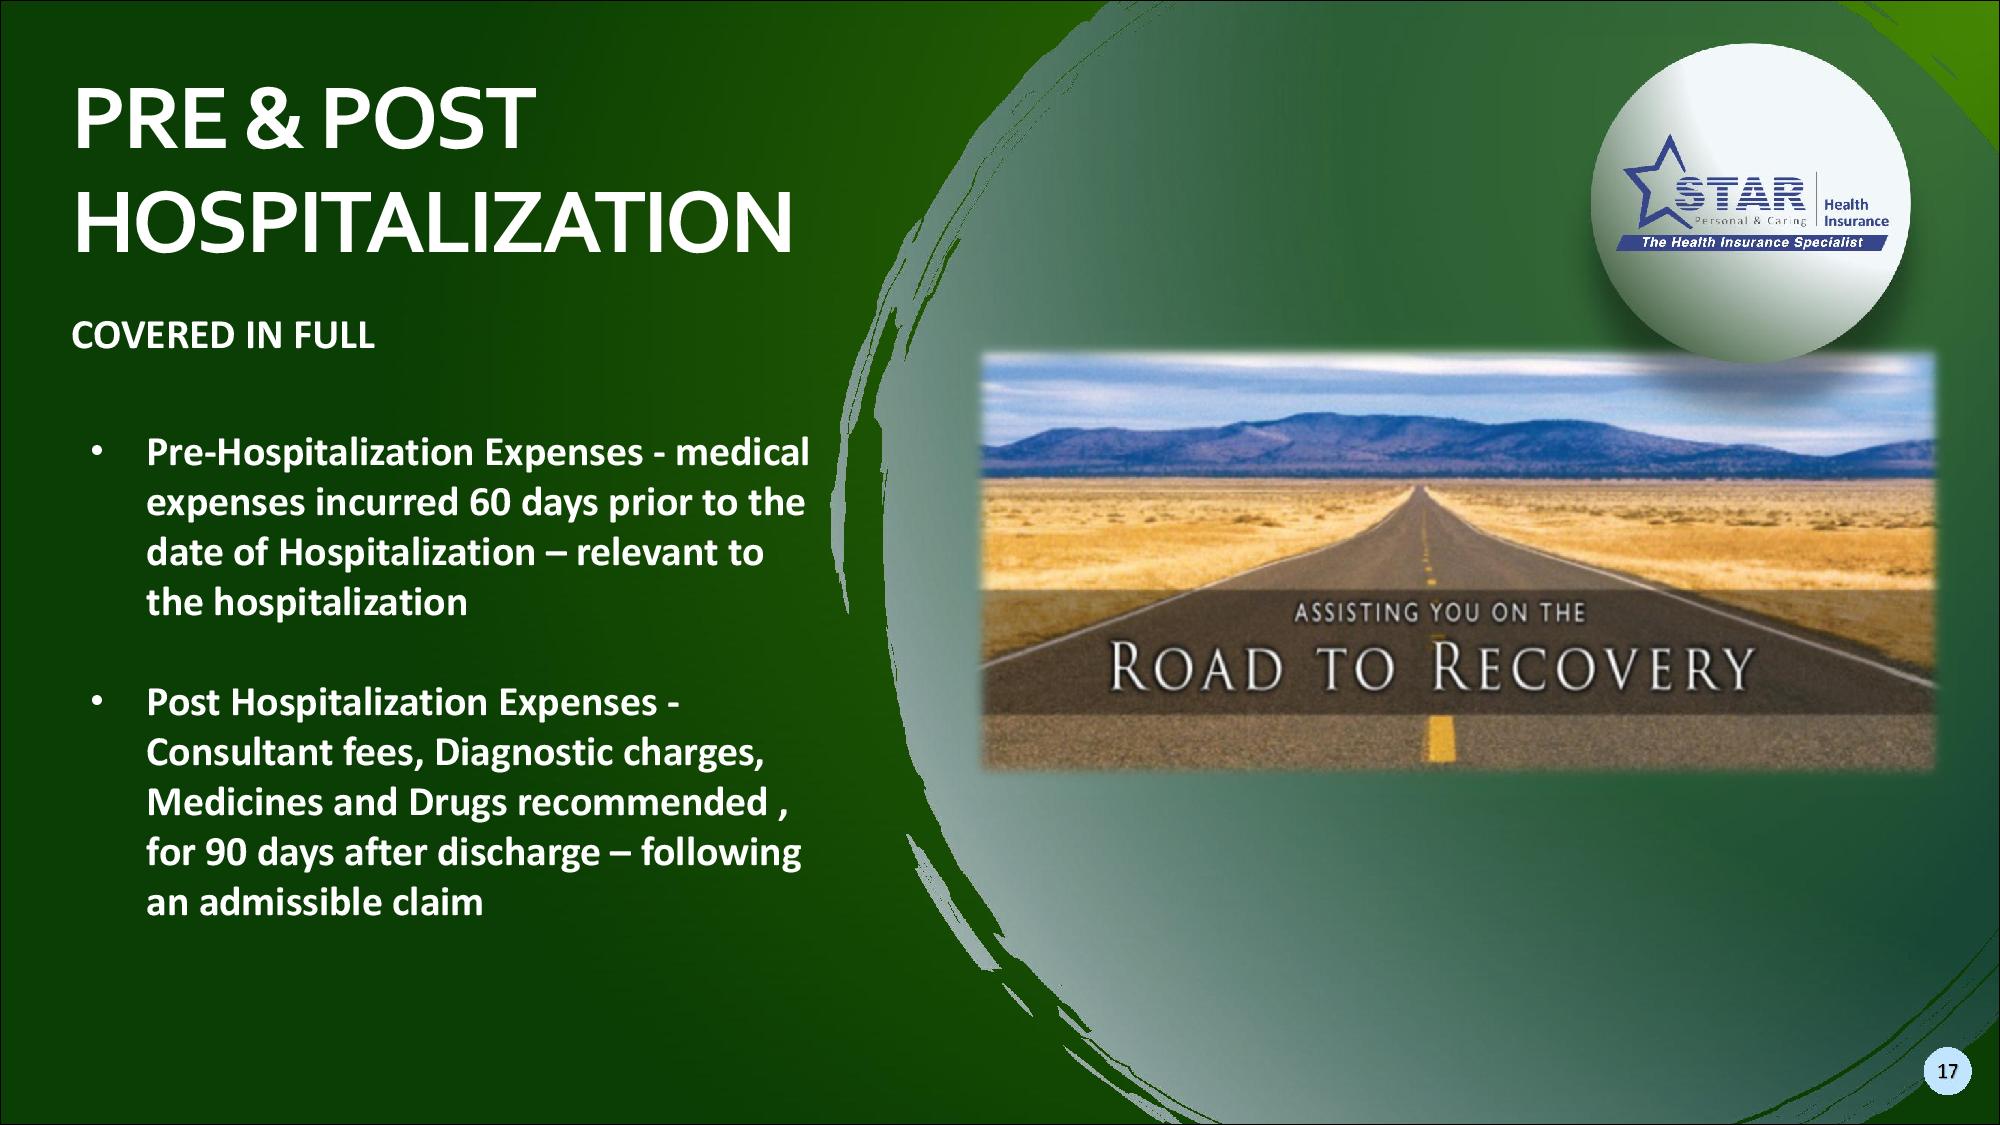 PRE & POST
HOSPITALIZATION
COVERED IN FULL
• Pre-Hospitalization Expenses - medical
expenses incurred 60 days prior to the
date of Hospitalization – relevant to
the hospitalization
• Post Hospitalization Expenses -
Consultant fees, Diagnostic charges,
Medicines and Drugs recommended ,
for 90 days after discharge – following
an admissible claim
STAR
Personal & Caring
Health
Insurance
The Health Insurance Specialist
ASSISTING YOU ON THE
ROAD TO RECOVERY
17